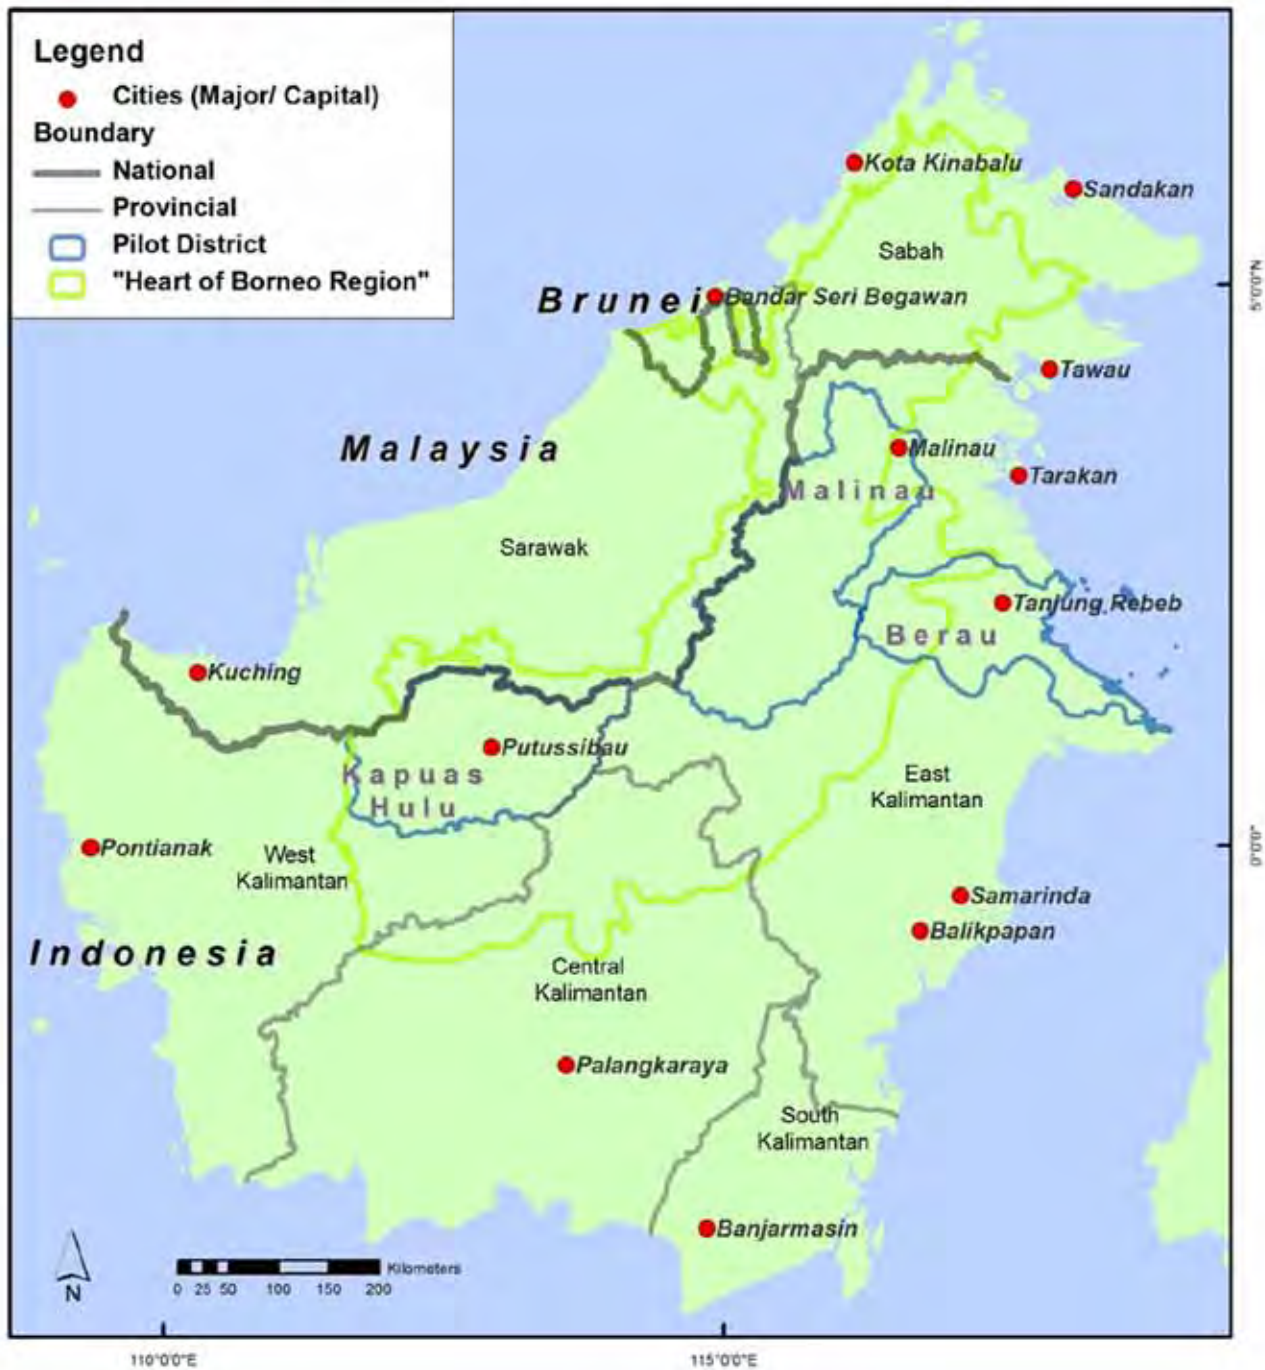 Legend
Cities (Major/ Capital)
Boundary
National
Provincial
Pilot District
"Heart of Borneo Region"
Kota Kinabalu
Sandakan
Sabah
Brunei
Bandar Seri Begawan
5°0'0"N
Tawau
Malaysia
Malinau
Tarakan
Malinau
Sarawak
Tanjung Rebeb
Berau
Kuching
Putussibau
Kapuas
Hulu
East
Kalimantan
Pontianak
West
Kalimantan
0°0'0"
Samarinda
Balikpapan
Indonesia
Central
Kalimantan
Palangkaraya
South
Kalimantan
Banjarmasin
N
Kilometers
0 25 50 100 150 200
110°0'0"E
115°0'0"E